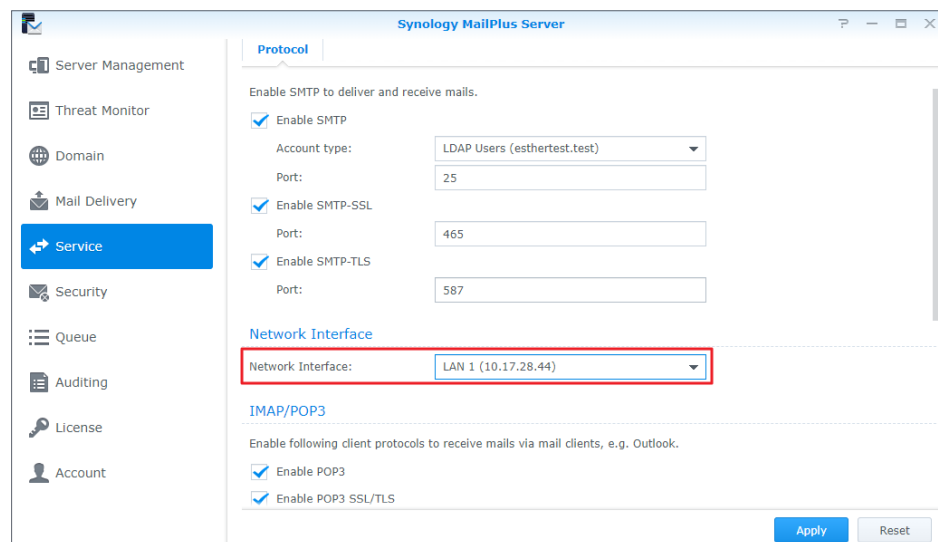 Synology MailPlus Server
Server Management
Threat Monitor
Domain
Mail Delivery
Service
Security
Queue
Auditing
License
Account
Protocol
Enable SMTP to deliver and receive mails.
Enable SMTP
Account type: LDAP Users (esthertest.test)
Port: 25
Enable SMTP-SSL
Port: 465
Enable SMTP-TLS
Port: 587
Network Interface
Network Interface: LAN 1 (10.17.28.44)
IMAP/POP3
Enable following client protocols to receive mails via mail clients, e.g. Outlook.
Enable POP3
Enable POP3 SSL/TLS
Apply Reset